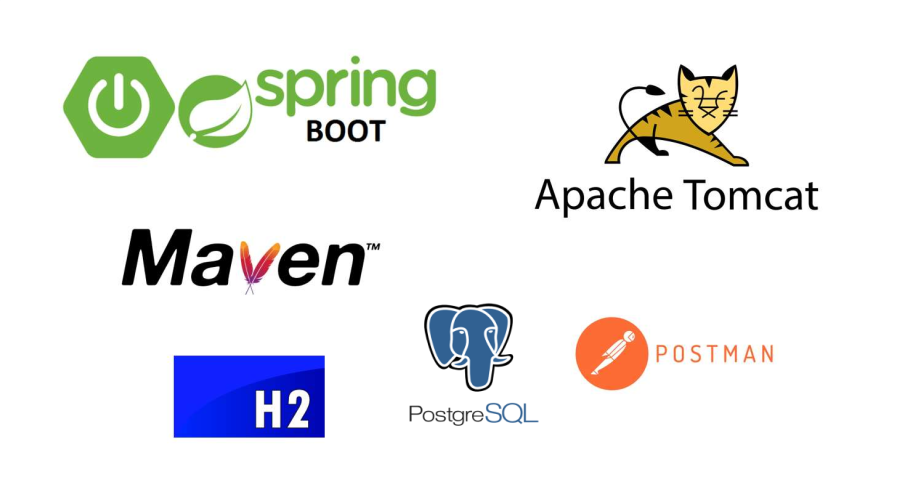 spring
BOOT
Apache Tomcat
Maven™
H2
PostgreSQL
POSTMAN